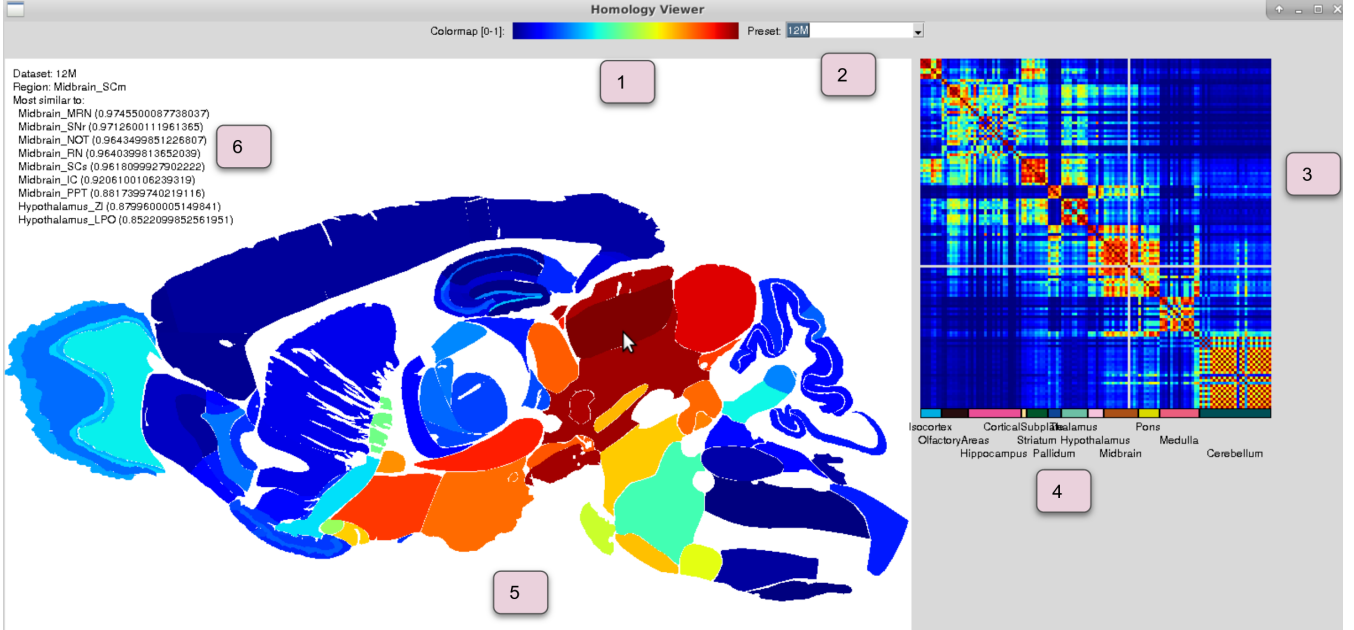 Homology Viewer
Colormap [0-1]: Preset: 12M
1
2
3
4
5
6
Dataset: 12M
Region: Midbrain_SCm
Most similar to:
Midbrain_MRN (0.9745500087738037)
Midbrain_SNr (0.9712600111961365)
Midbrain_NOT (0.9643499851226807)
Midbrain_RN (0.9640399813652039)
Midbrain_SCs (0.9618099927902222)
Midbrain_IC (0.9206100106239319)
Midbrain_PPT (0.8817399740219116)
Hypothalamus_ZI (0.8799600005149841)
Hypothalamus_LPO (0.8522099852561951)
Isocortex CorticalSubplate Thalamus Pons
OlfactoryAreas Striatum Hypothalamus Medulla
Hippocampus Pallidum Midbrain Cerebellum